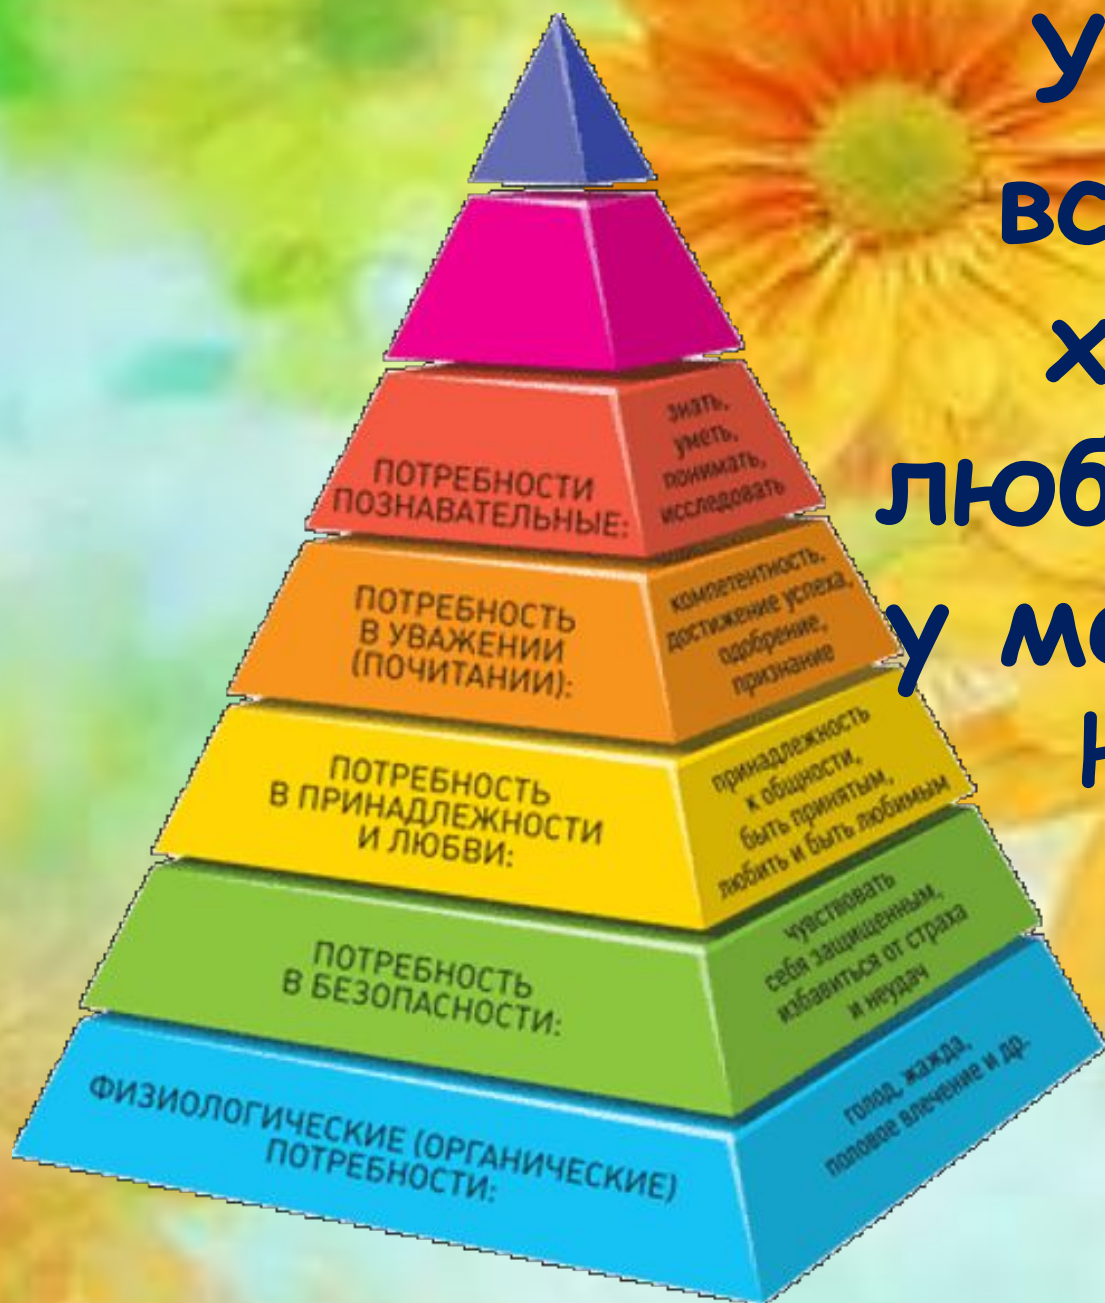 У
вс
х
люб
у м
н
знать,
уметь,
понимать,
исследовать
ПОТРЕБНОСТИ
ПОЗНАВАТЕЛЬНЫЕ:
компетентность,
достижение успеха,
одобрение,
признание
ПОТРЕБНОСТЬ
В УВАЖЕНИИ
(ПОЧИТАНИИ):
принадлежность
к общности,
быть принятым,
любить и быть любимым
ПОТРЕБНОСТЬ
В ПРИНАДЛЕЖНОСТИ
И ЛЮБВИ:
чувствовать
себя защищенным,
избавиться от страха
и неудач
ПОТРЕБНОСТЬ
В БЕЗОПАСНОСТИ:
голод, жажда,
половое влечение и др.
ФИЗИОЛОГИЧЕСКИЕ (ОРГАНИЧЕСКИЕ)
ПОТРЕБНОСТИ: